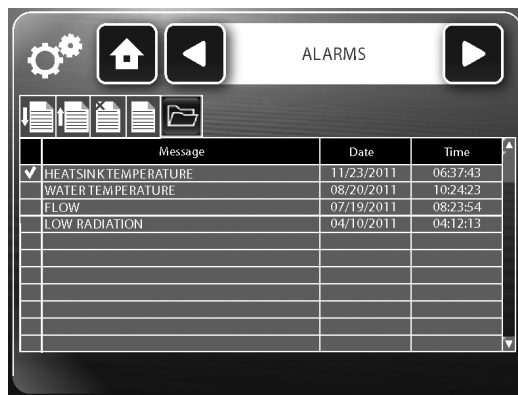 ALARMS
Message Date Time
HEATSINK TEMPERATURE 11/23/2011 06:37:43
WATER TEMPERATURE 08/20/2011 10:24:23
FLOW 07/19/2011 08:23:54
LOW RADIATION 04/10/2011 04:12:13